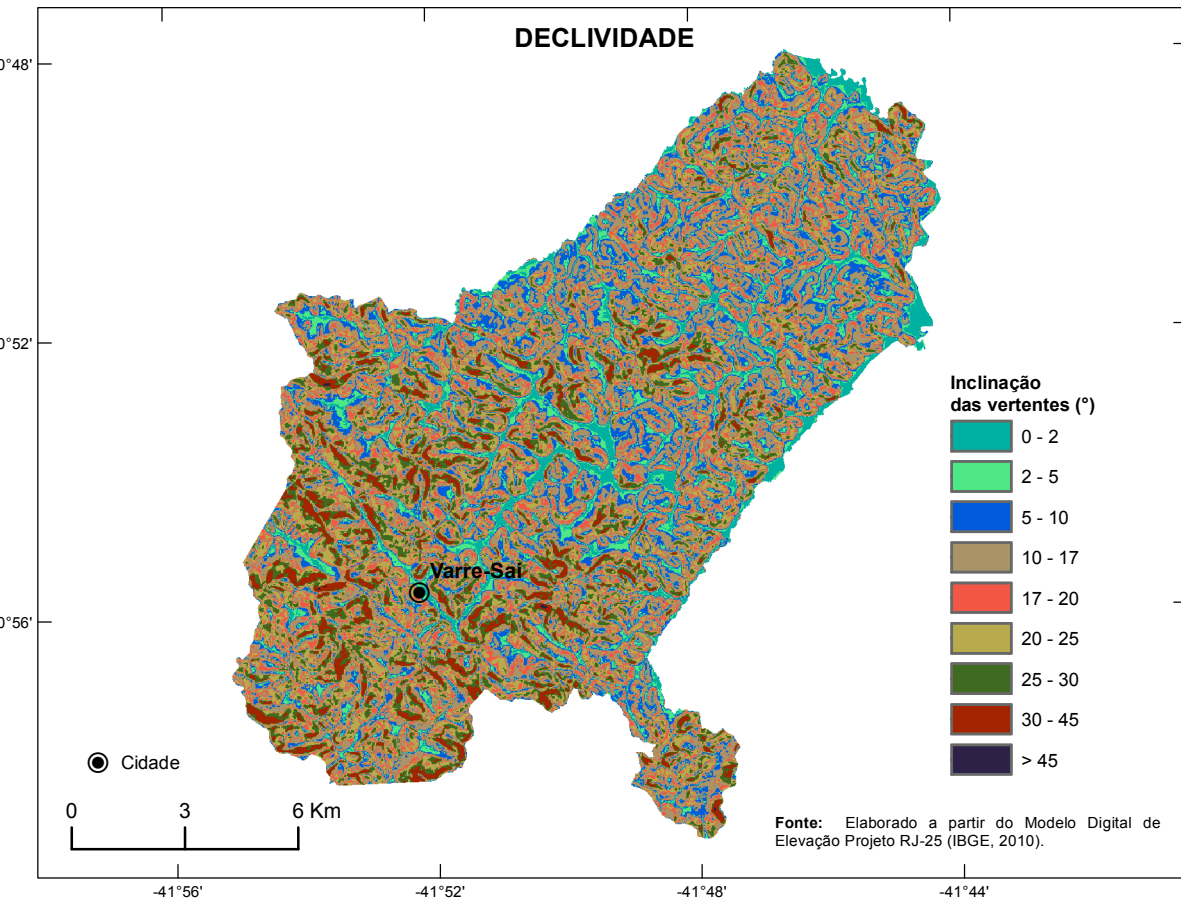 DECLIVIDADE
0°48'
0°52'
0°56'
Varre-Sai
Inclinação
das vertentes (°)
0 - 2
2 - 5
5 - 10
10 - 17
17 - 20
20 - 25
25 - 30
30 - 45
> 45
Cidade
0 3 6 Km
Fonte: Elaborado a partir do Modelo Digital de
Elevação Projeto RJ-25 (IBGE, 2010).
-41°56' -41°52' -41°48' -41°44'